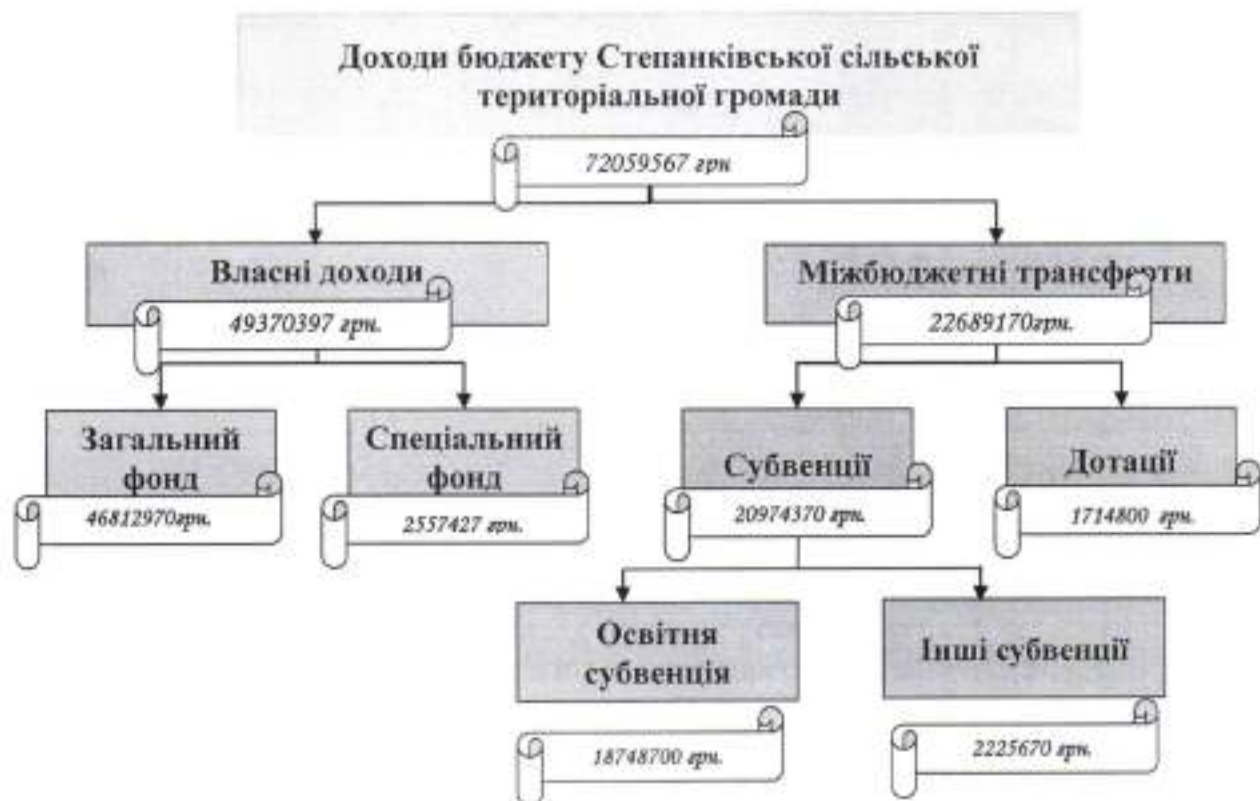 Доходи бюджету Степанківської сільської
територіальної громади
72059567 грн
Власні доходи
49370397 грн.
Міжбюджетні трансферти
22689170грн.
Загальний
фонд
46812970грн.
Спеціальний
фонд
2557427 грн.
Субвенції
20974370 грн.
Дотації
1714800 грн.
Освітня
субвенція
18748700 грн.
Інші субвенції
2225670 грн.